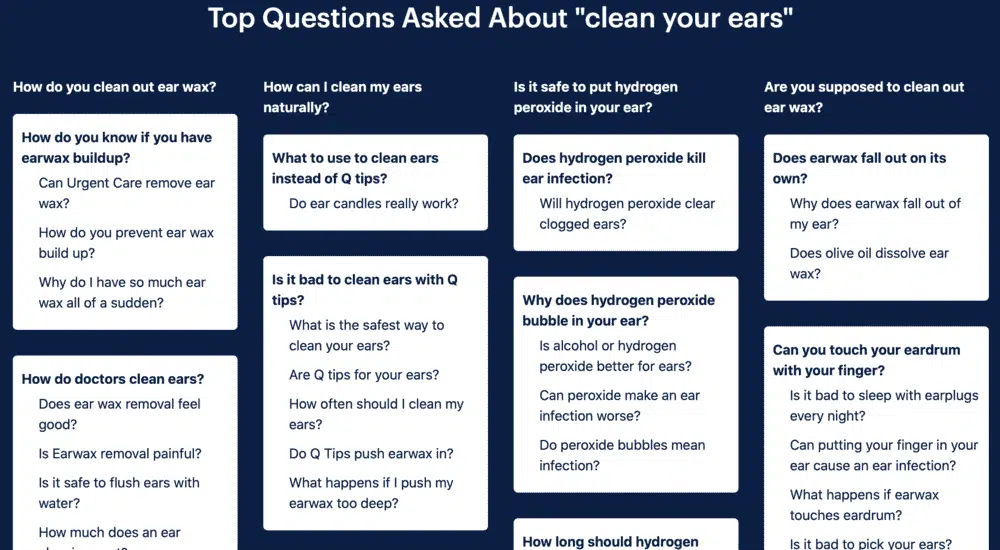 Top Questions Asked About "clean your ears"
How do you clean out ear wax?
How do you know if you have
earwax buildup?
Can Urgent Care remove ear
wax?
How do you prevent ear wax
build up?
Why do I have so much ear
wax all of a sudden?
How do doctors clean ears?
Does ear wax removal feel
good?
Is Earwax removal painful?
Is it safe to flush ears with
water?
How much does an ear
How can I clean my ears
naturally?
What to use to clean ears
instead of Q tips?
Do ear candles really work?
Is it bad to clean ears with Q
tips?
What is the safest way to
clean your ears?
Are Q tips for your ears?
How often should I clean my
ears?
Do Q Tips push earwax in?
What happens if I push my
earwax too deep?
Is it safe to put hydrogen
peroxide in your ear?
Does hydrogen peroxide kill
ear infection?
Will hydrogen peroxide clear
clogged ears?
Why does hydrogen peroxide
bubble in your ear?
Is alcohol or hydrogen
peroxide better for ears?
Can peroxide make an ear
infection worse?
Do peroxide bubbles mean
infection?
How long should hydrogen
Are you supposed to clean out
ear wax?
Does earwax fall out on its
own?
Why does earwax fall out of
my ear?
Does olive oil dissolve ear
wax?
Can you touch your eardrum
with your finger?
Is it bad to sleep with earplugs
every night?
Can putting your finger in your
ear cause an ear infection?
What happens if earwax
touches eardrum?
Is it bad to pick your ears?